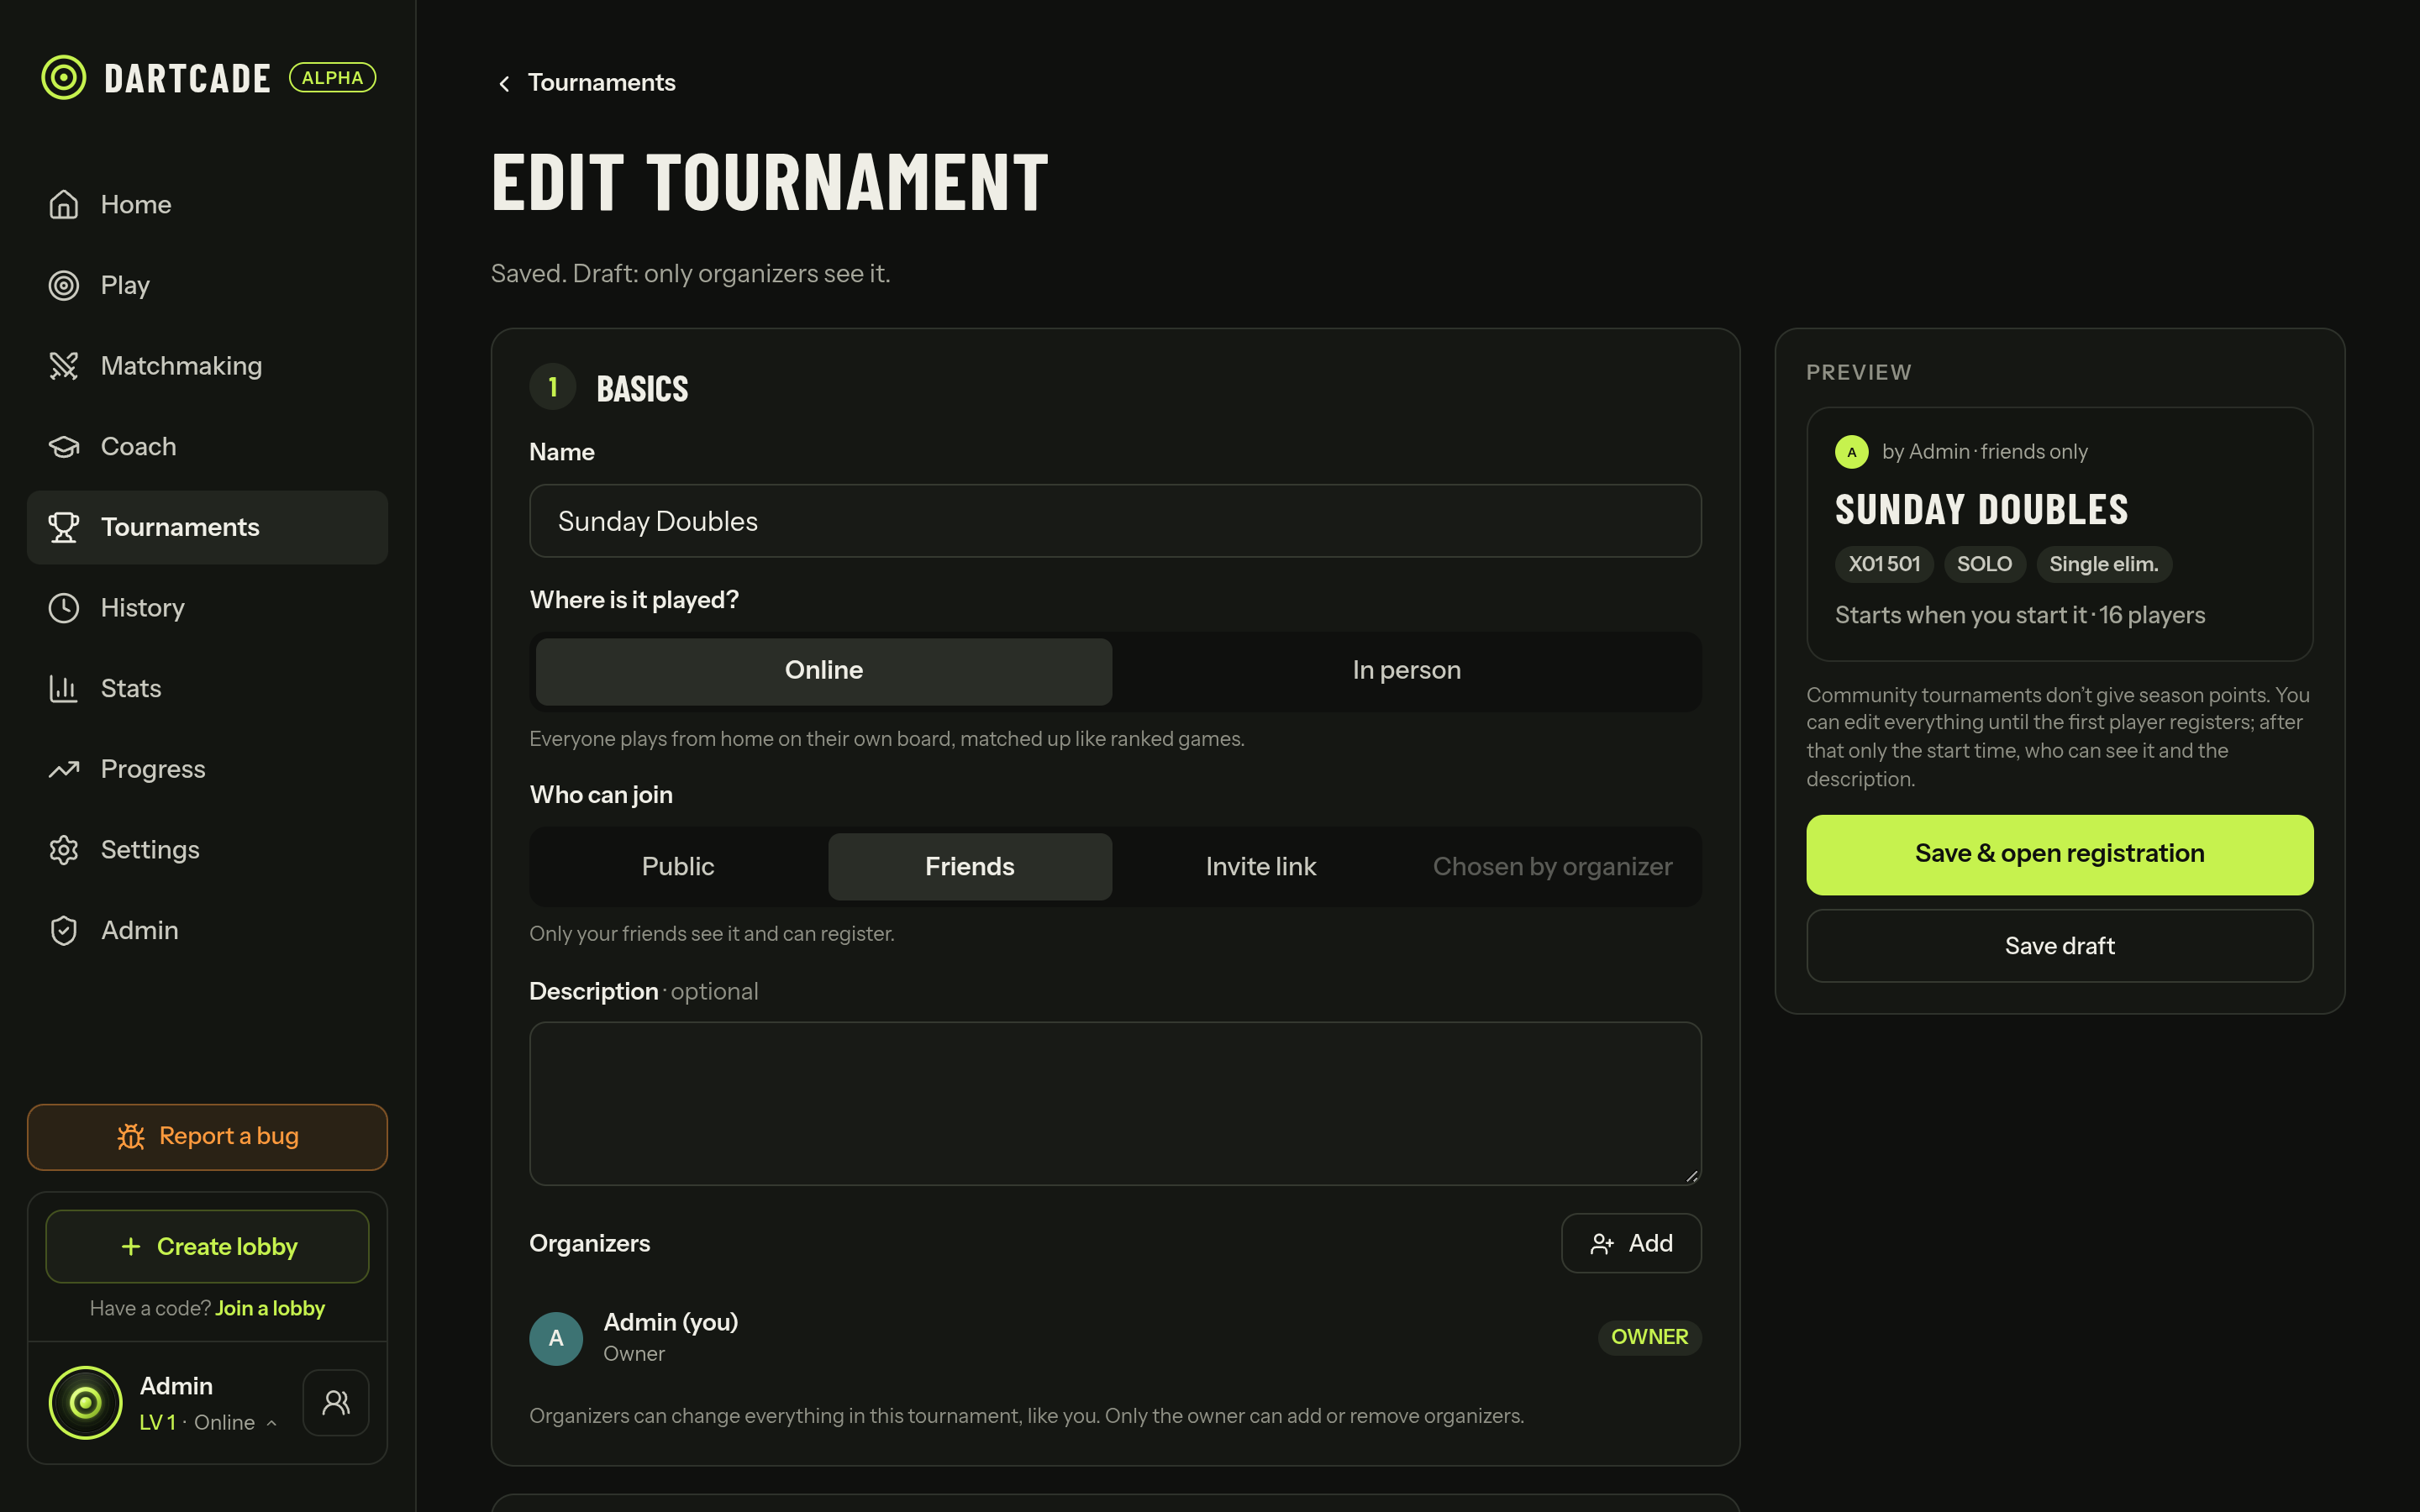 DARTCADE ALPHA
Home
Play
Matchmaking
Coach
Tournaments
History
Stats
Progress
Settings
Admin
Report a bug
Create lobby
Have a code? Join a lobby
Admin
LV 1 · Online
Tournaments
EDIT TOURNAMENT
Saved. Draft: only organizers see it.
1 BASICS
Name
Sunday Doubles
Where is it played?
Online In person
Everyone plays from home on their own board, matched up like ranked games.
Who can join
Public Friends Invite link Chosen by organizer
Only your friends see it and can register.
Description · optional
Organizers Add
A Admin (you)
Owner
OWNER
Organizers can change everything in this tournament, like you. Only the owner can add or remove organizers.
PREVIEW
A by Admin · friends only
SUNDAY DOUBLES
X01 501 SOLO Single elim.
Starts when you start it · 16 players
Community tournaments don’t give season points. You
can edit everything until the first player registers; after
that only the start time, who can see it and the
description.
Save & open registration
Save draft